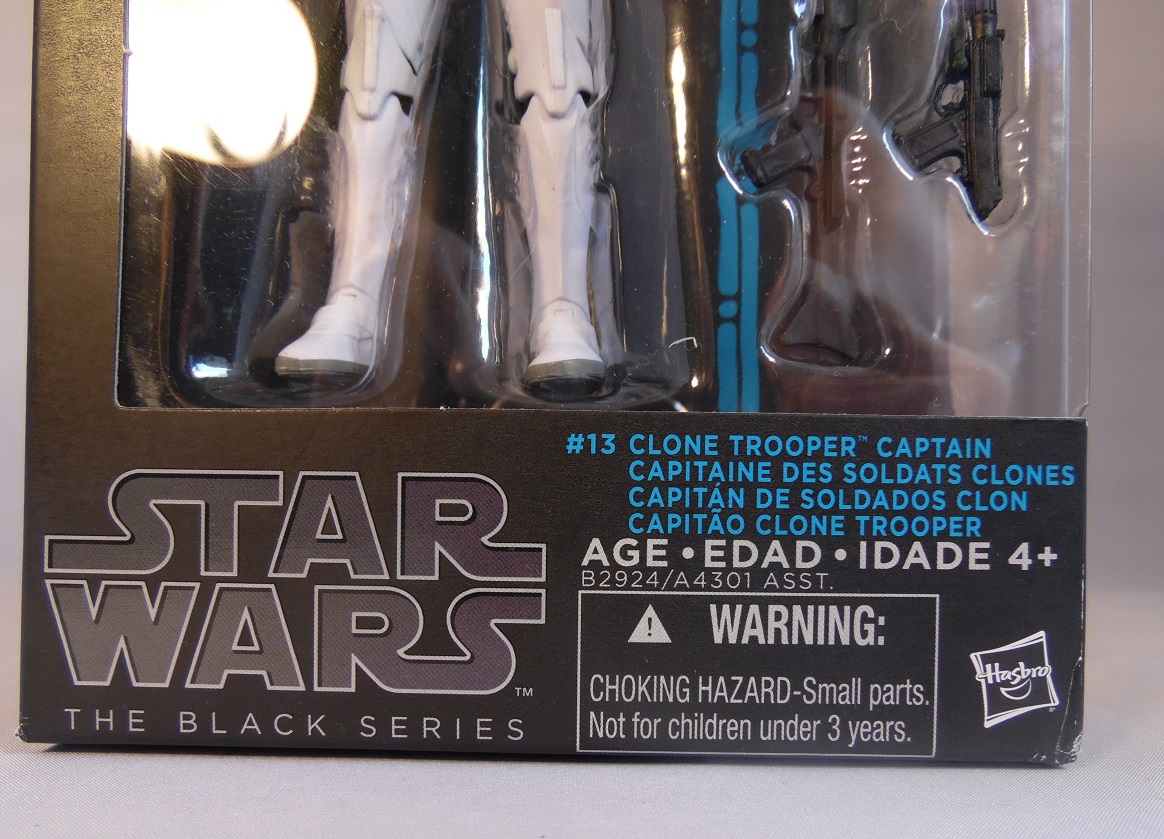 #13 CLONE TROOPER™ CAPTAIN
CAPITAINE DES SOLDATS CLONES
CAPITÁN DE SOLDADOS CLON
CAPITÃO CLONE TROOPER
AGE • EDAD • IDADE 4+
B2924/A4301 ASST.
STAR
WARS™
THE BLACK SERIES
WARNING:
CHOKING HAZARD-Small parts.
Not for children under 3 years.
Hasbro